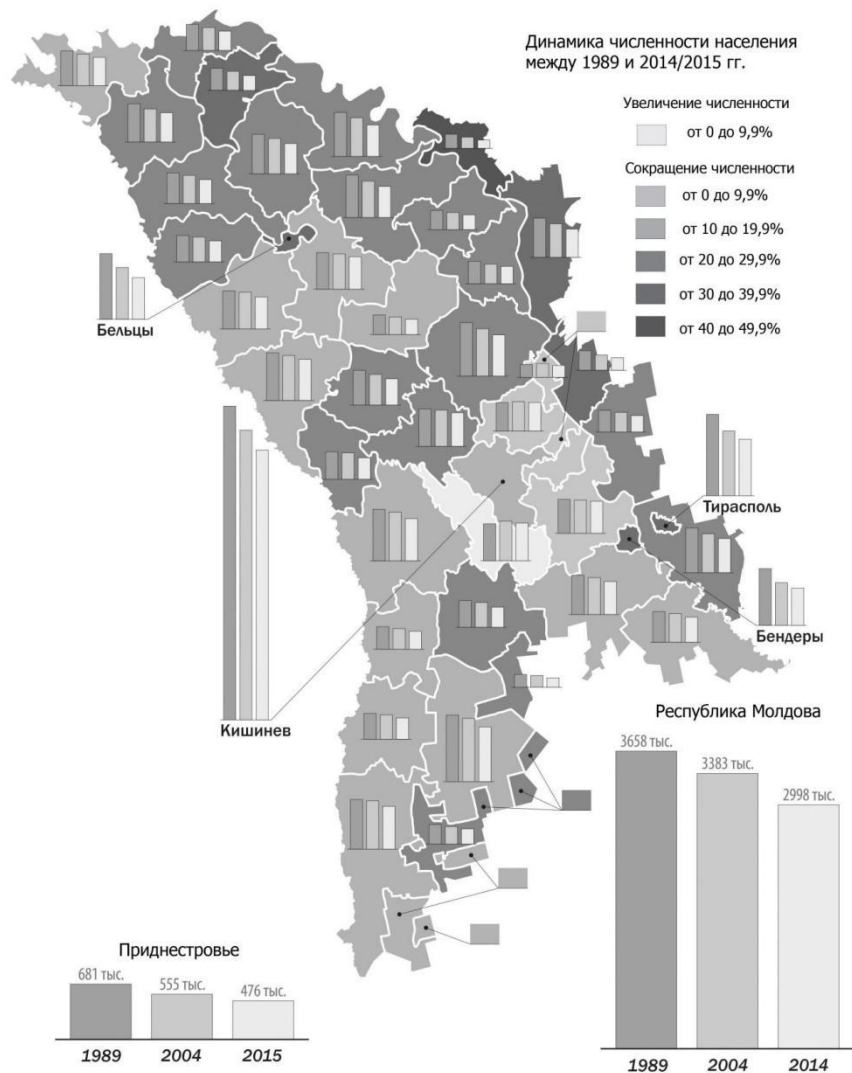 Динамика численности населения
между 1989 и 2014/2015 гг.
Увеличение численности
от 0 до 9,9%
Сокращение численности
от 0 до 9,9%
от 10 до 19,9%
от 20 до 29,9%
от 30 до 39,9%
от 40 до 49,9%
Бельцы
Тирасполь
Бендеры
Кишинев
Республика Молдова
3658 тыс.
3383 тыс.
2998 тыс.
1989
2004
2014
Приднестровье
681 тыс.
555 тыс.
476 тыс.
1989
2004
2015